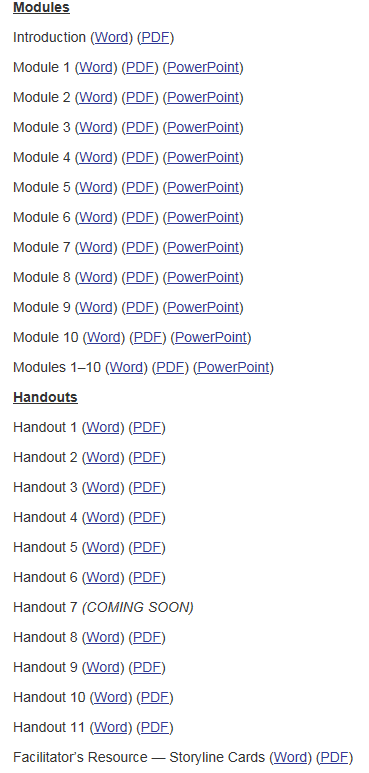 Modules
Introduction (Word) (PDF)
Module 1 (Word) (PDF) (PowerPoint)
Module 2 (Word) (PDF) (PowerPoint)
Module 3 (Word) (PDF) (PowerPoint)
Module 4 (Word) (PDF) (PowerPoint)
Module 5 (Word) (PDF) (PowerPoint)
Module 6 (Word) (PDF) (PowerPoint)
Module 7 (Word) (PDF) (PowerPoint)
Module 8 (Word) (PDF) (PowerPoint)
Module 9 (Word) (PDF) (PowerPoint)
Module 10 (Word) (PDF) (PowerPoint)
Modules 1–10 (Word) (PDF) (PowerPoint)
Handouts
Handout 1 (Word) (PDF)
Handout 2 (Word) (PDF)
Handout 3 (Word) (PDF)
Handout 4 (Word) (PDF)
Handout 5 (Word) (PDF)
Handout 6 (Word) (PDF)
Handout 7 (COMING SOON)
Handout 8 (Word) (PDF)
Handout 9 (Word) (PDF)
Handout 10 (Word) (PDF)
Handout 11 (Word) (PDF)
Facilitator's Resource — Storyline Cards (Word) (PDF)